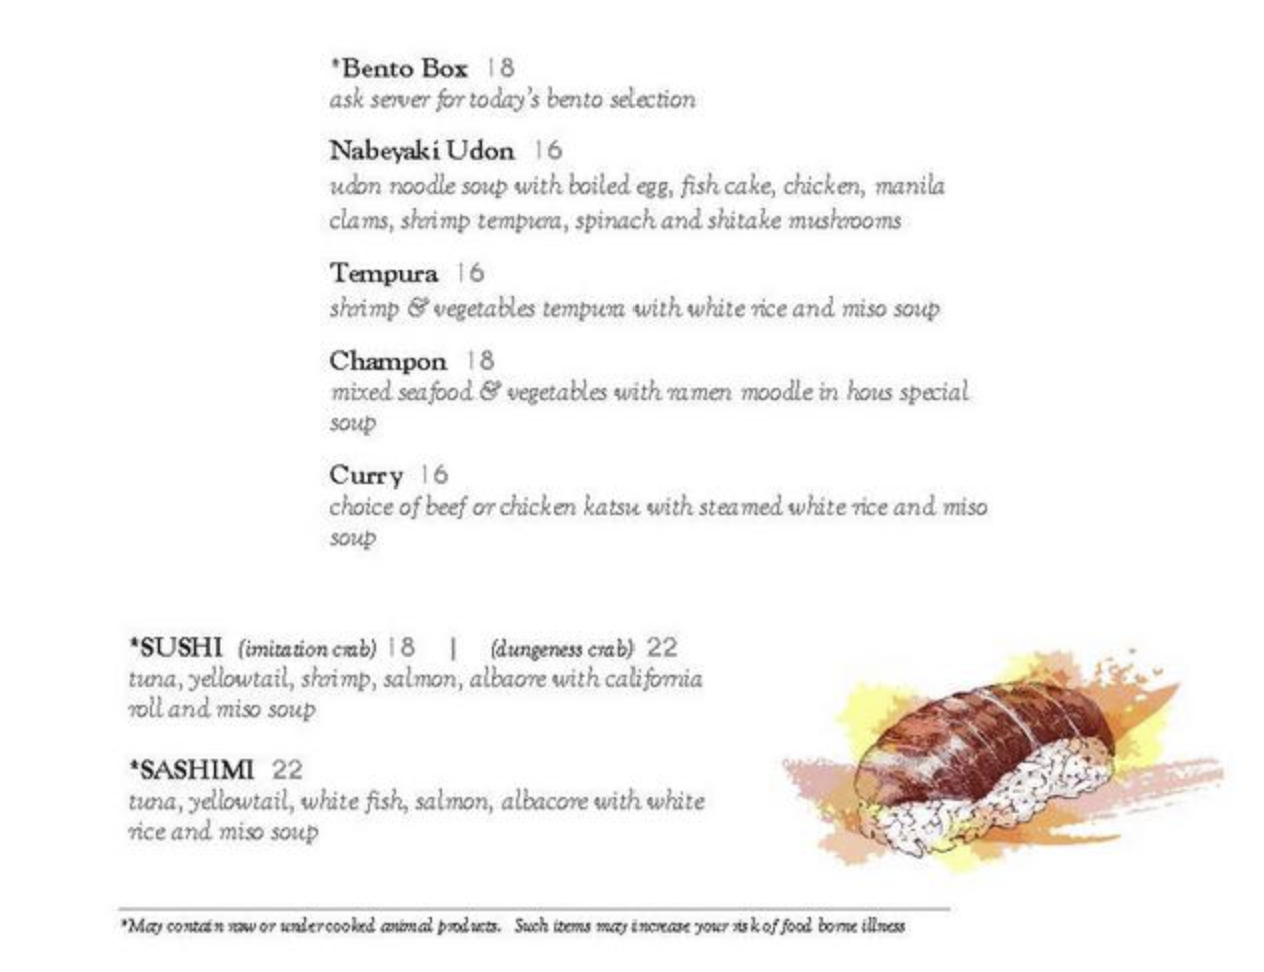 *Bento Box 18
ask server for today's bento selection
Nabeyaki Udon 16
udon noodle soup with boiled egg, fish cake, chicken, manila
clams, shrimp tempura, spinach and shitake mushrooms
Tempura 16
shrimp & vegetables tempura with white rice and miso soup
Champon 18
mixed seafood & vegetables with ramen moodle in hous special
soup
Curry 16
choice of beef or chicken katsu with steamed white rice and miso
soup
*SUSHI (imitation crab) 18 | (dungeness crab) 22
tuna, yellowtail, shrimp, salmon, albaore with california
roll and miso soup
*SASHIMI 22
tuna, yellowtail, white fish, salmon, albacore with white
rice and miso soup
*May contain raw or undercooked animal products. Such items may increase your risk of food borne illness